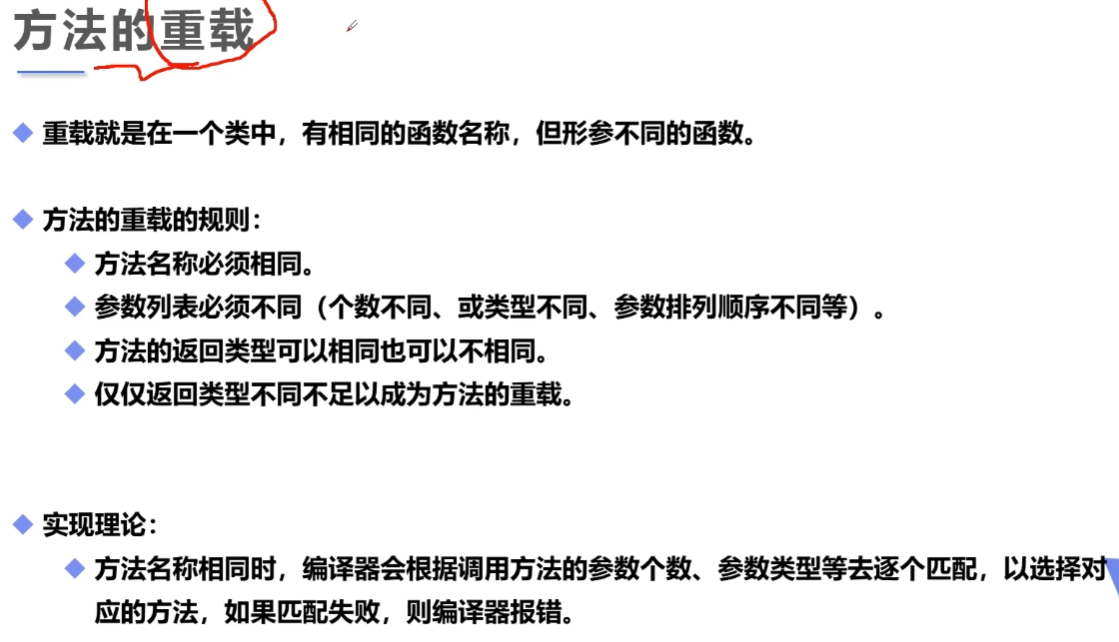 方法的重载
重载就是在一个类中，有相同的函数名称，但形参不同的函数。
方法的重载的规则：
方法名称必须相同。
参数列表必须不同（个数不同、或类型不同、参数排列顺序不同等）。
方法的返回类型可以相同也可以不相同。
仅仅返回类型不同不足以成为方法的重载。
实现理论：
方法名称相同时，编译器会根据调用方法的参数个数、参数类型等去逐个匹配，以选择对
应的方法，如果匹配失败，则编译器报错。